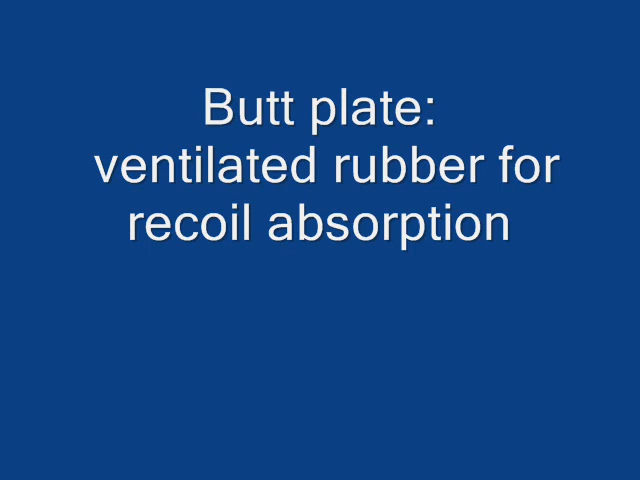 Butt plate:
ventilated rubber for
recoil absorption